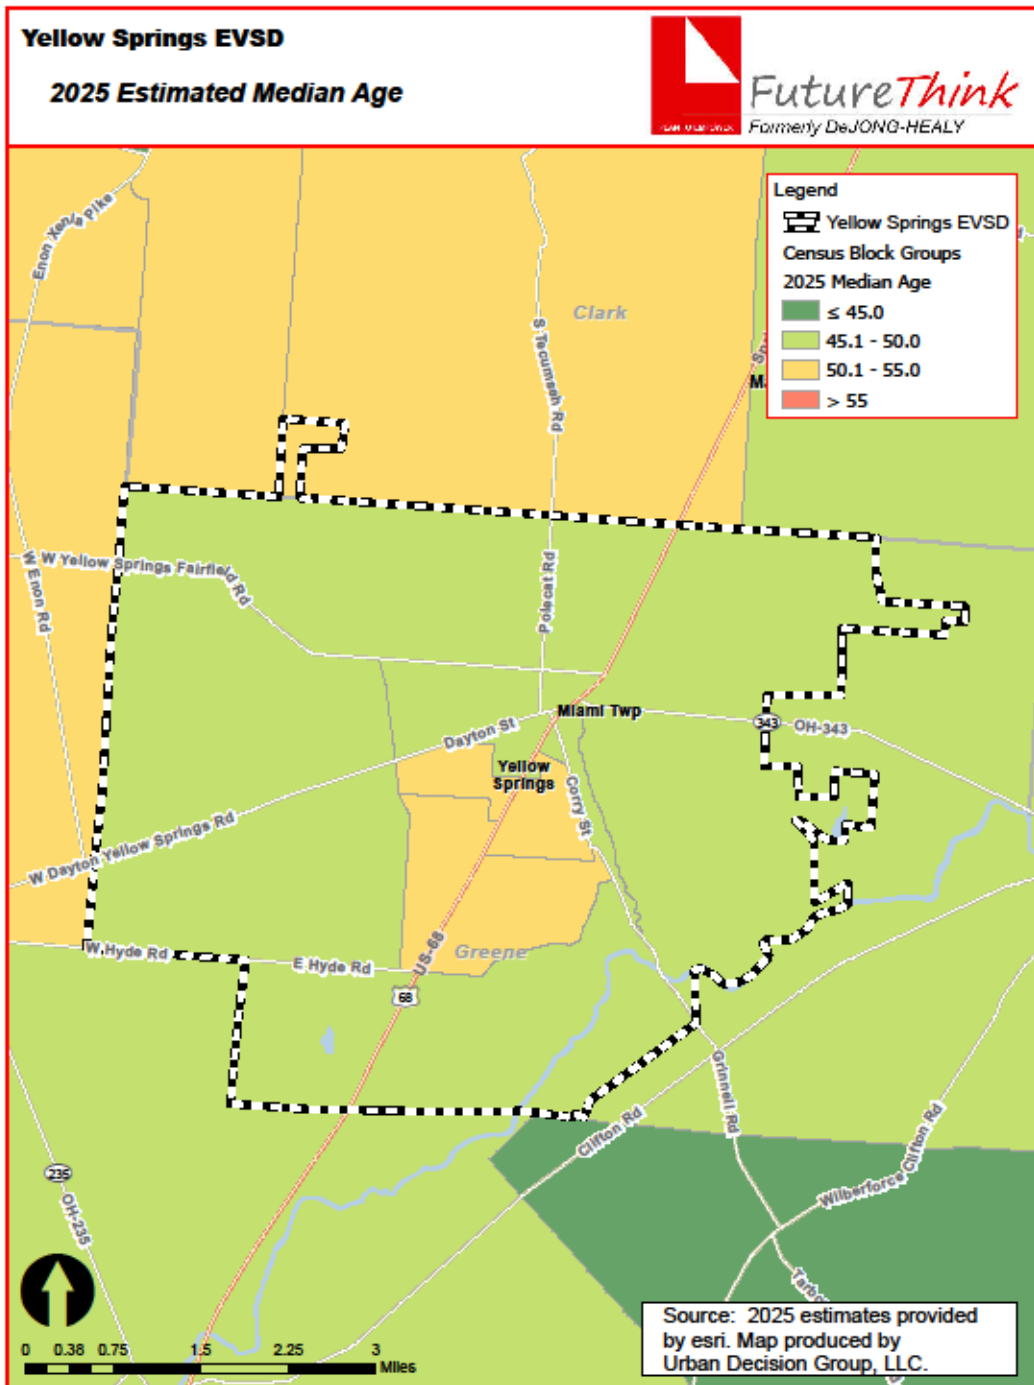 Yellow Springs EVSD
2025 Estimated Median Age
FutureThink
Formerly DeJONG-HEALY
Legend
Yellow Springs EVSD
Census Block Groups
2025 Median Age
≤ 45.0
45.1 - 50.0
50.1 - 55.0
> 55
Enon Xenia Pike
Clark
S Tecumseh Rd
W Enon Rd
W Yellow Springs Fairfield Rd
Polecat Rd
Miami Twp
343
OH-343
Dayton St
Yellow
Springs
Corry St
W Dayton Yellow Springs Rd
W Hyde Rd
E Hyde Rd
US-68
Greene
68
Grinnell Rd
Clifton Rd
Wilberforce Clifton Rd
235
OH-235
0 0.38 0.75 1.5 2.25 3
Miles
Source: 2025 estimates provided
by esri. Map produced by
Urban Decision Group, LLC.